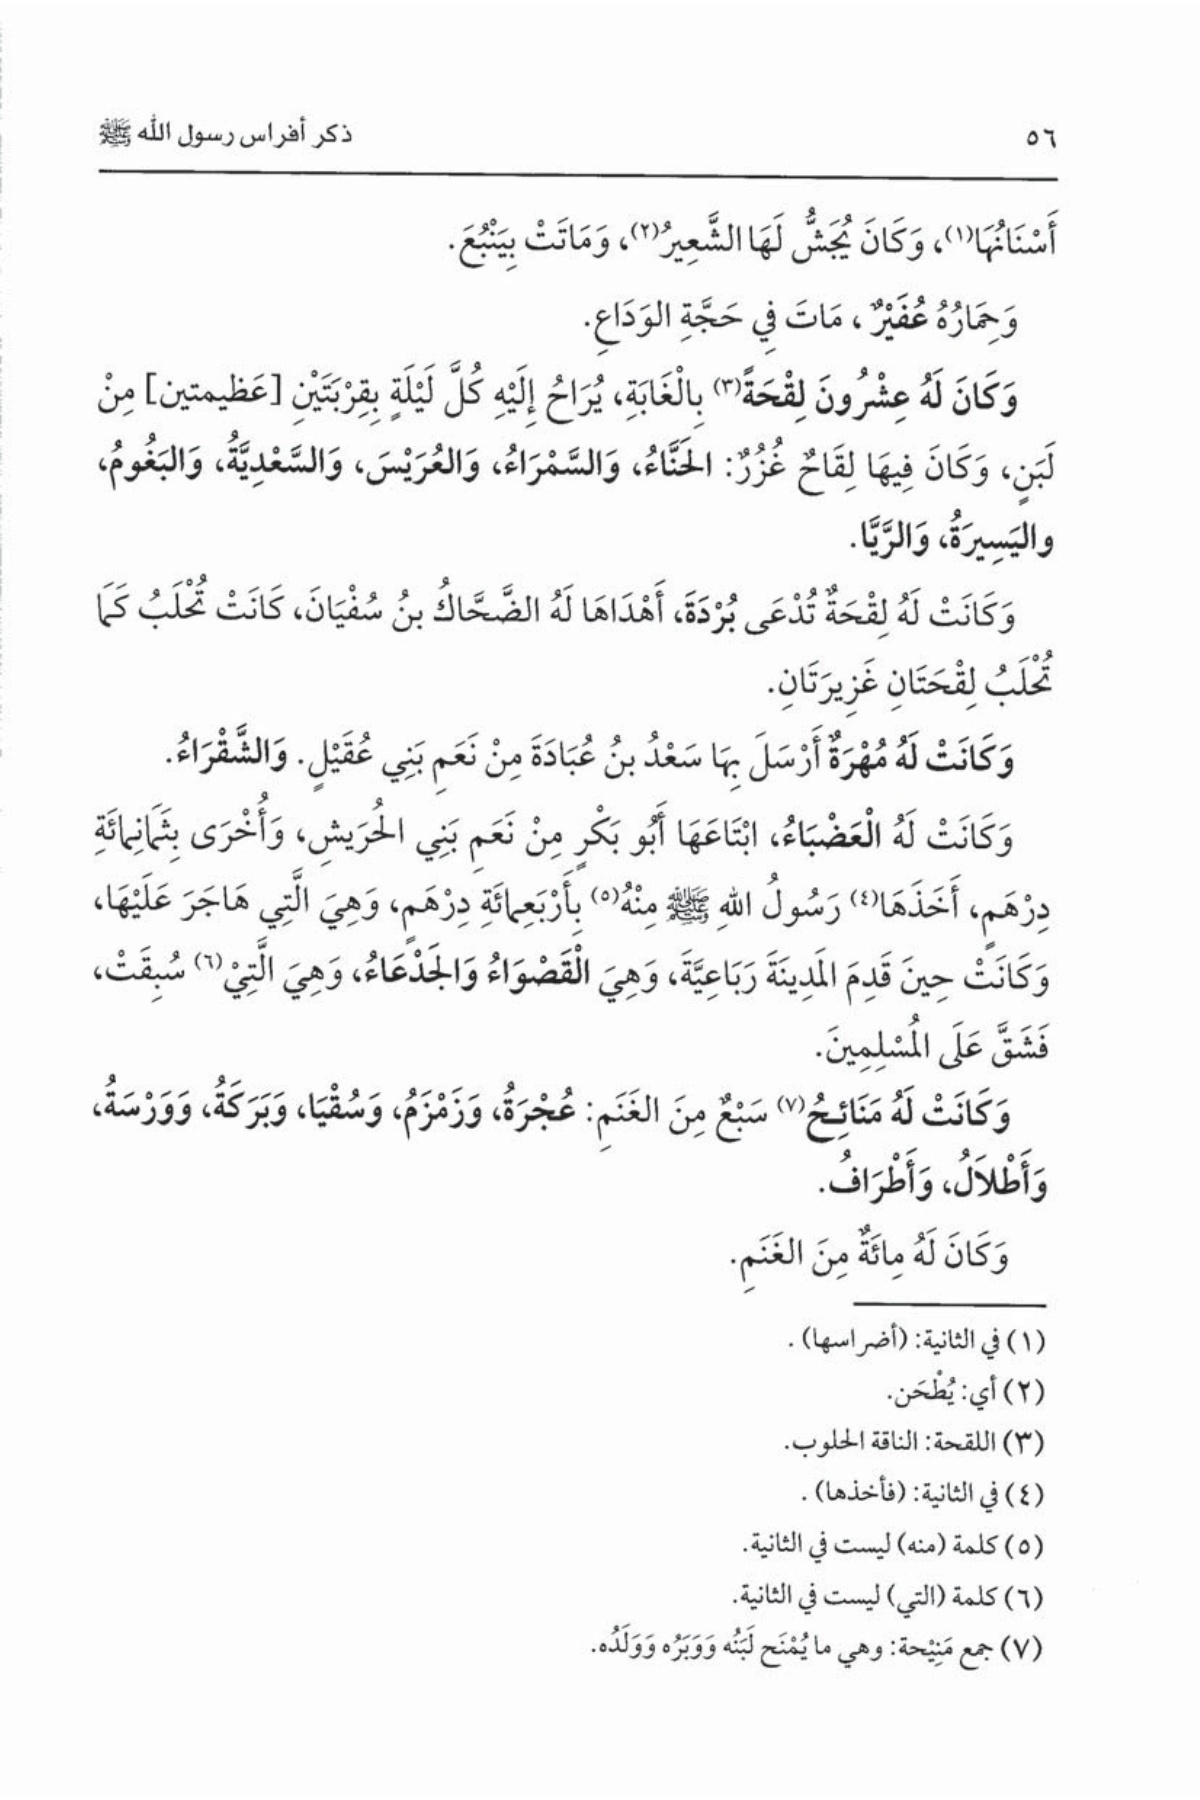 ٥٦ ذكر أفراس رسول الله ﷺ
أَسْنَانُهَا(١)، وَكَانَ يُجَشُّ لَهَا الشَّعِيرُ(٢)، وَمَاتَتْ بِيَنْبُعَ.
وَحِمَارُهُ عُفَيْرٌ، مَاتَ فِي حَجَّةِ الوَدَاعِ.
وَكَانَ لَهُ عِشْرُونَ لِقْحَةً(٣) بِالْغَابَةِ، يُرَاحُ إِلَيْهِ كُلَّ لَيْلَةٍ بِقِرْبَتَيْنِ [عَظيمتين] مِنْ
لَبَنٍ، وَكَانَ فِيهَا لِقَاحٌ غُزُرٌ: الحَنَّاءُ، وَالسَّمْرَاءُ، وَالعُرَيْسَ، وَالسَّعْدِيَّةُ، وَالبَغُومُ،
واليَسِيرَةُ، وَالرَّيَّا.
وَكَانَتْ لَهُ لِقْحَةٌ تُدْعَى بُرْدَةَ، أَهْدَاهَا لَهُ الضَّحَّاكُ بنُ سُفْيَانَ، كَانَتْ تُحْلَبُ كَمَا
تُحْلَبُ لِقْحَتَانِ غَزِيرَتَانِ.
وَكَانَتْ لَهُ مُهْرَةٌ أَرْسَلَ بِهَا سَعْدُ بنُ عُبَادَةَ مِنْ نَعَمِ بَنِي عُقَيْلٍ. وَالشَّقْرَاءُ.
وَكَانَتْ لَهُ الْعَضْبَاءُ، ابْتَاعَهَا أَبُو بَكْرٍ مِنْ نَعَمِ بَنِي الحُرَيشِ، وَأُخْرَى بِثَمَانِمائَةِ
دِرْهَمٍ، أَخَذَهَا(٤) رَسُولُ اللهِ ﷺ مِنْهُ(٥) بِأَرْبَعِمائَةِ دِرْهَمٍ، وَهِيَ الَّتِي هَاجَرَ عَلَيْهَا،
وَكَانَتْ حِينَ قَدِمَ المَدِينَةَ رَبَاعِيَّةَ، وَهِيَ الْقَصْوَاءُ وَالجَدْعَاءُ، وَهِيَ الَّتِيْ(٦) سُبِقَتْ،
فَشَقَّ عَلَى المُسْلِمِينَ.
وَكَانَتْ لَهُ مَنَائِحُ(٧) سَبْعٌ مِنَ الغَنَمِ: عُجْرَةُ، وَزَمْزَمُ، وَسُقْيَا، وَبَرَكَةُ، وَوَرْسَةُ،
وَأَطْلاَلُ، وَأَطْرَافُ.
وَكَانَ لَهُ مِائَةٌ مِنَ الغَنَمِ.
(١) في الثانية: (أضراسها) .
(٢) أي: يُطْحَن.
(٣) اللقحة: الناقة الحلوب.
(٤) في الثانية: (فأخذها) .
(٥) كلمة (منه) ليست في الثانية.
(٦) كلمة (التي) ليست في الثانية.
(٧) جمع مَنِيْحة: وهي ما يُمْنَح لَبَنُه وَوَبَرُه وَوَلَدُه.